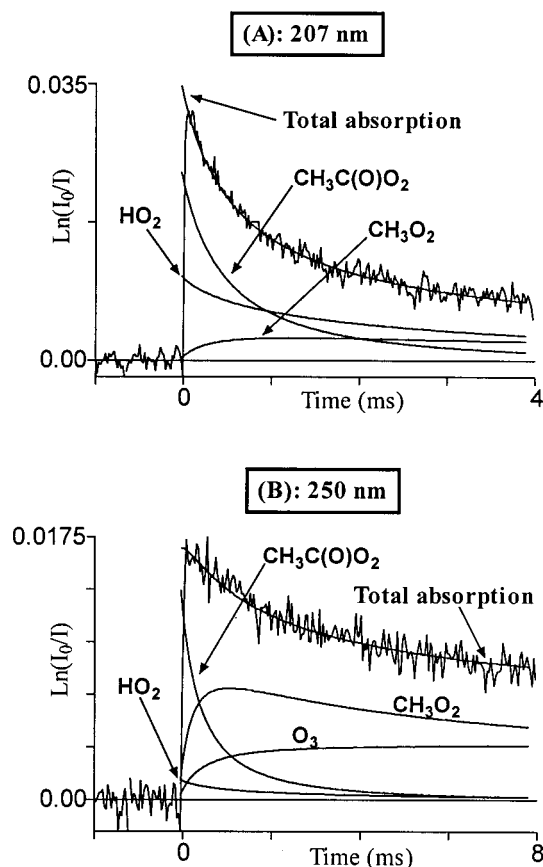 (A): 207 nm
0.035
Total absorption
CH₃C(O)O₂
HO₂
CH₃O₂
Ln(I₀/I)
0.00
0
Time (ms)
4
(B): 250 nm
0.0175
CH₃C(O)O₂
Total absorption
HO₂
CH₃O₂
O₃
Ln(I₀/I)
0.00
0
Time (ms)
8